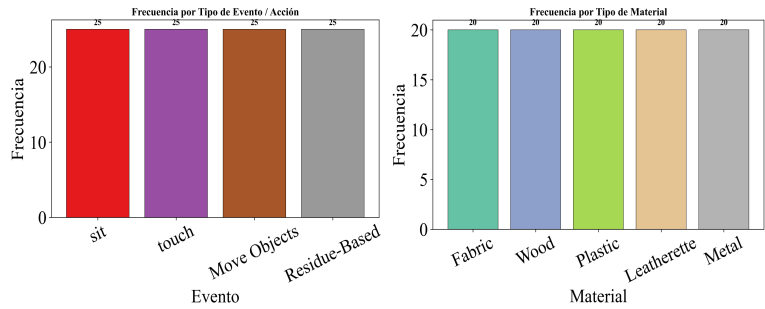 Frecuencia por Tipo de Evento / Acción
25 25 25 25
20
10
0
Frecuencia
sit touch Move Objects Residue-Based
Evento
Frecuencia por Tipo de Material
20 20 20 20 20
20
15
10
5
0
Frecuencia
Fabric Wood Plastic Leatherette Metal
Material